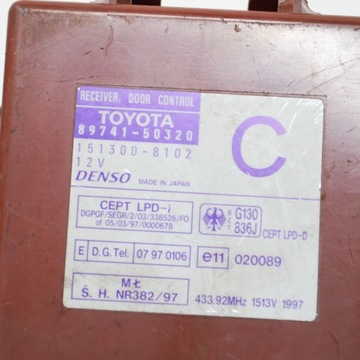 RECEIVER, DOOR CONTROL
TOYOTA
89741-50320
151300-8102
12V
DENSO MADE IN JAPAN
C
CEPT LPD-I
DGPGF/SEGR/2/03/338526/FO
of 05/03/97/0000678
G130
836J CEPT LPD-D
E D.G.Tel. 07 97 0106
e11 020089
MŁ
Ś. H. NR382/97
433.92MHz 1513V 1997